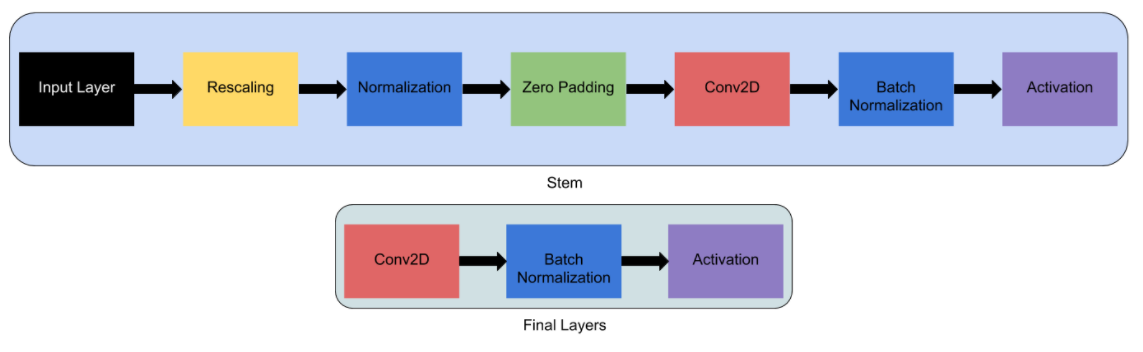 Input Layer
Rescaling
Normalization
Zero Padding
Conv2D
Batch
Normalization
Activation
Stem
Conv2D
Batch
Normalization
Activation
Final Layers